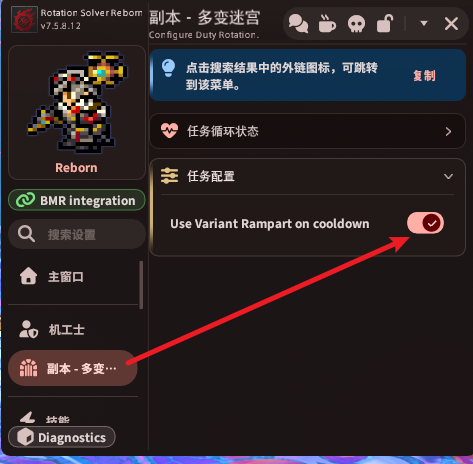 Rotation Solver Reborn
v7.5.8.12
副本 - 多变迷宫
Configure Duty Rotation.
点击搜索结果中的外链图标，可跳转
到该菜单。
复制
Reborn
任务循环状态
任务配置
BMR integration
Use Variant Rampart on cooldown
搜索设置
主窗口
机工士
副本 - 多变…
技能
Diagnostics